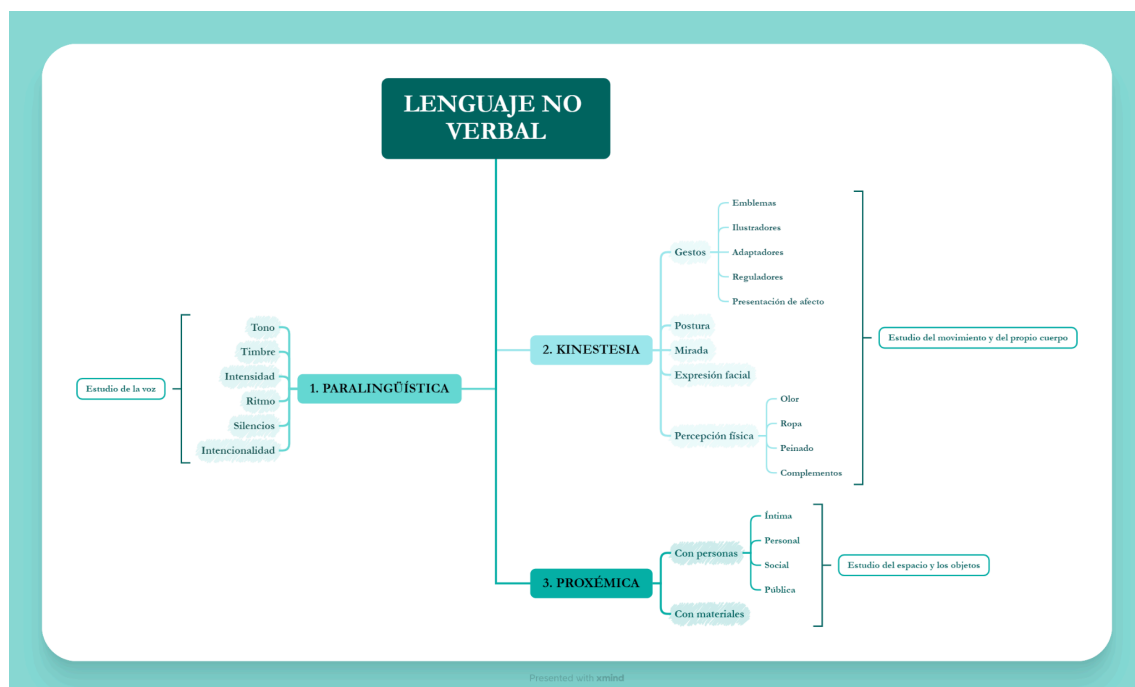 LENGUAJE NO
VERBAL
1. PARALINGÜÍSTICA
Tono
Timbre
Intensidad
Ritmo
Silencios
Intencionalidad
Estudio de la voz
2. KINESTESIA
Gestos
Emblemas
Ilustradores
Adaptadores
Reguladores
Presentación de afecto
Postura
Mirada
Expresión facial
Percepción física
Olor
Ropa
Peinado
Complementos
Estudio del movimiento y del propio cuerpo
3. PROXÉMICA
Con personas
Íntima
Personal
Social
Pública
Con materiales
Estudio del espacio y los objetos
Presented with xmind